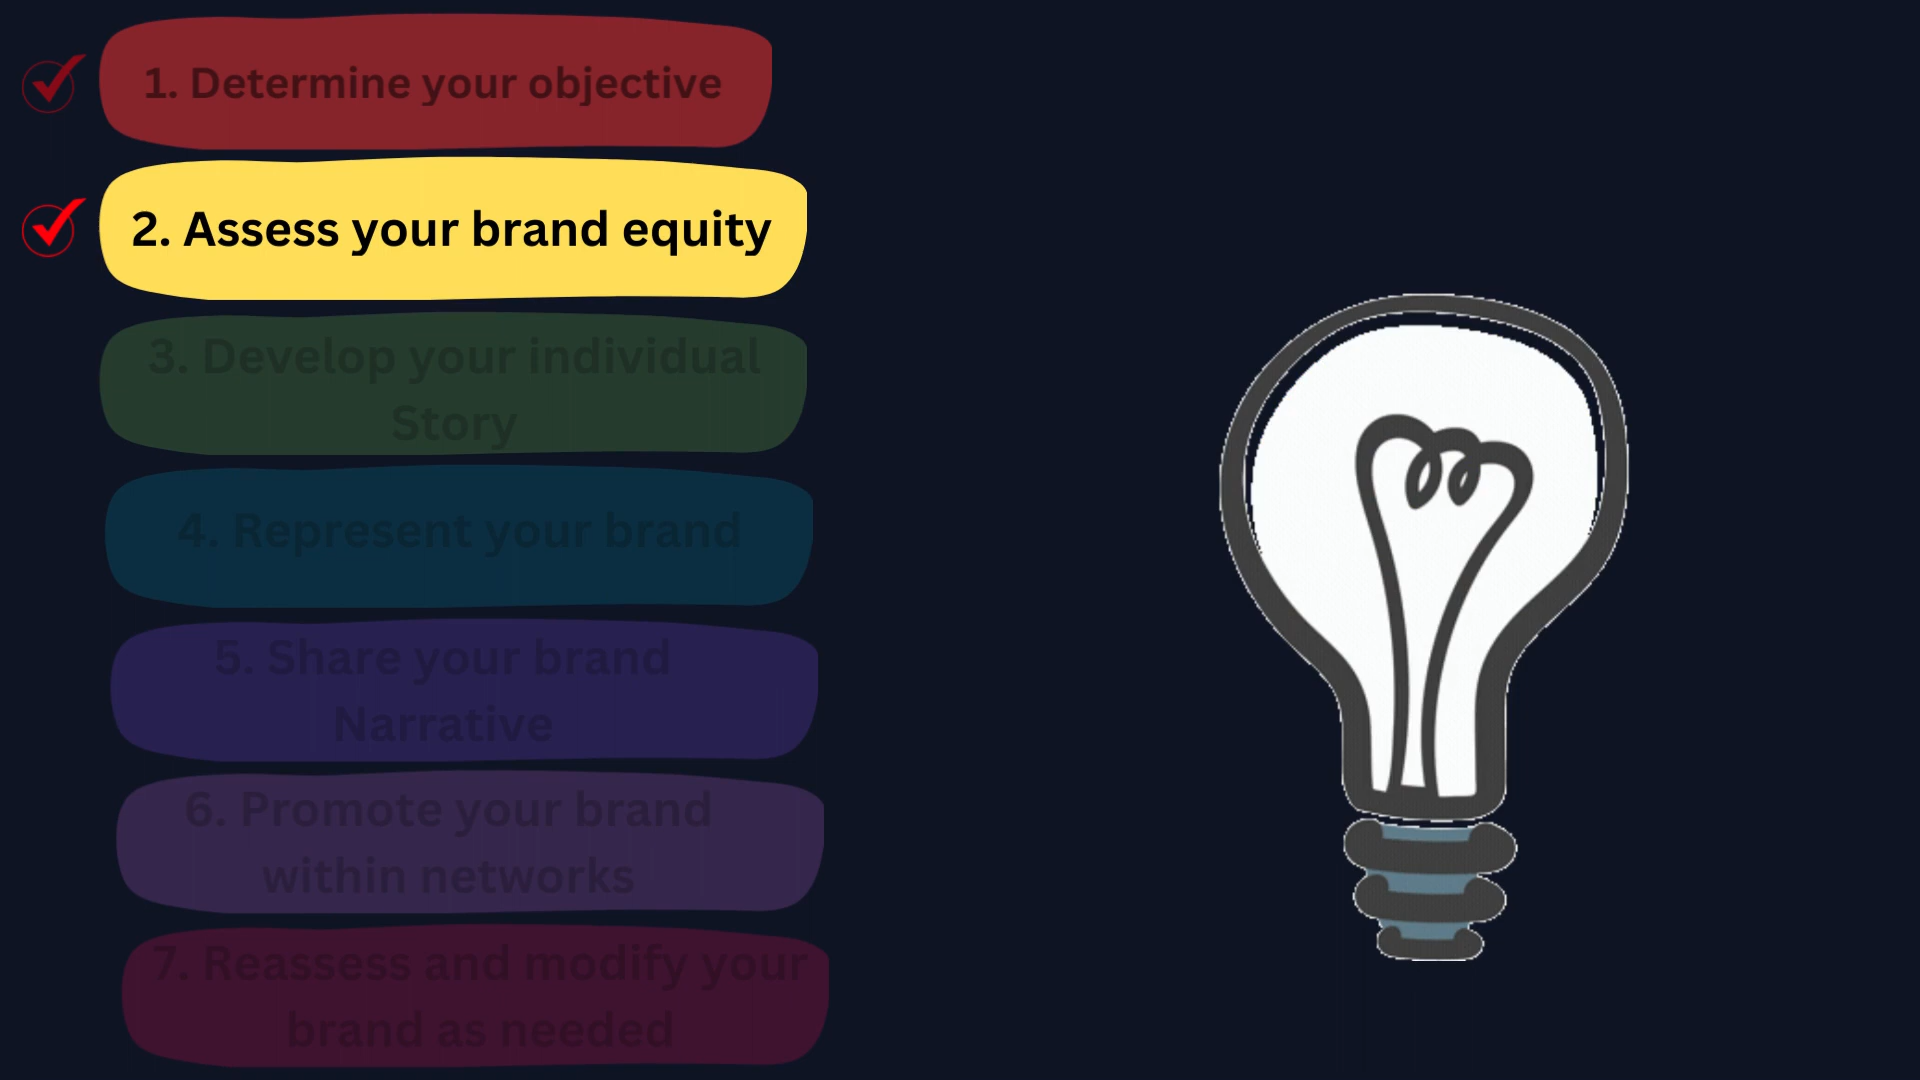 1. Determine your objective
2. Assess your brand equity
3. Develop your individual
Story
4. Represent your brand
5. Share your brand
Narrative
6. Promote your brand
within networks
7. Reassess and modify your
brand as needed